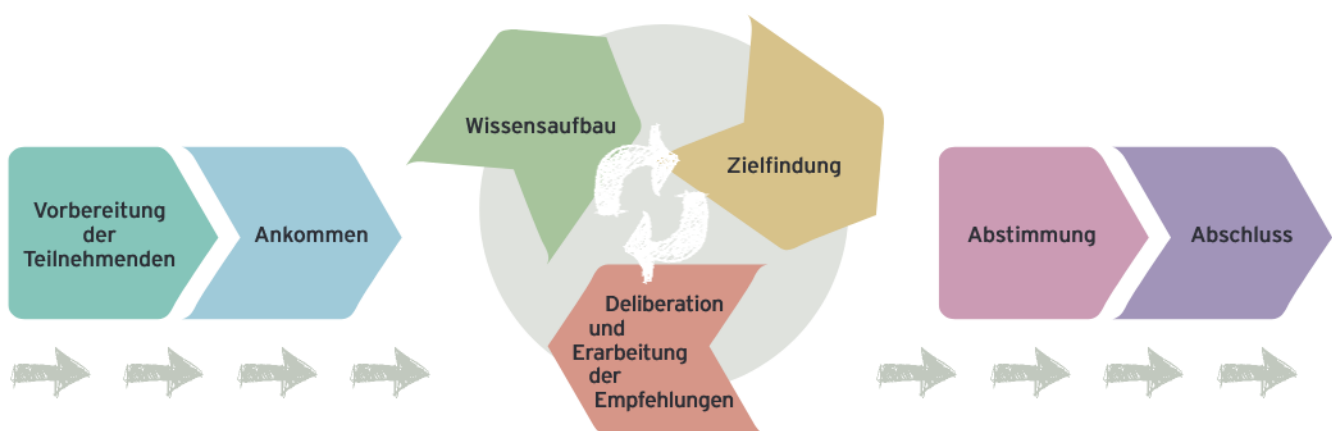 Vorbereitung
der
Teilnehmenden
Ankommen
Wissensaufbau
Zielfindung
Deliberation
und
Erarbeitung
der
Empfehlungen
Abstimmung
Abschluss